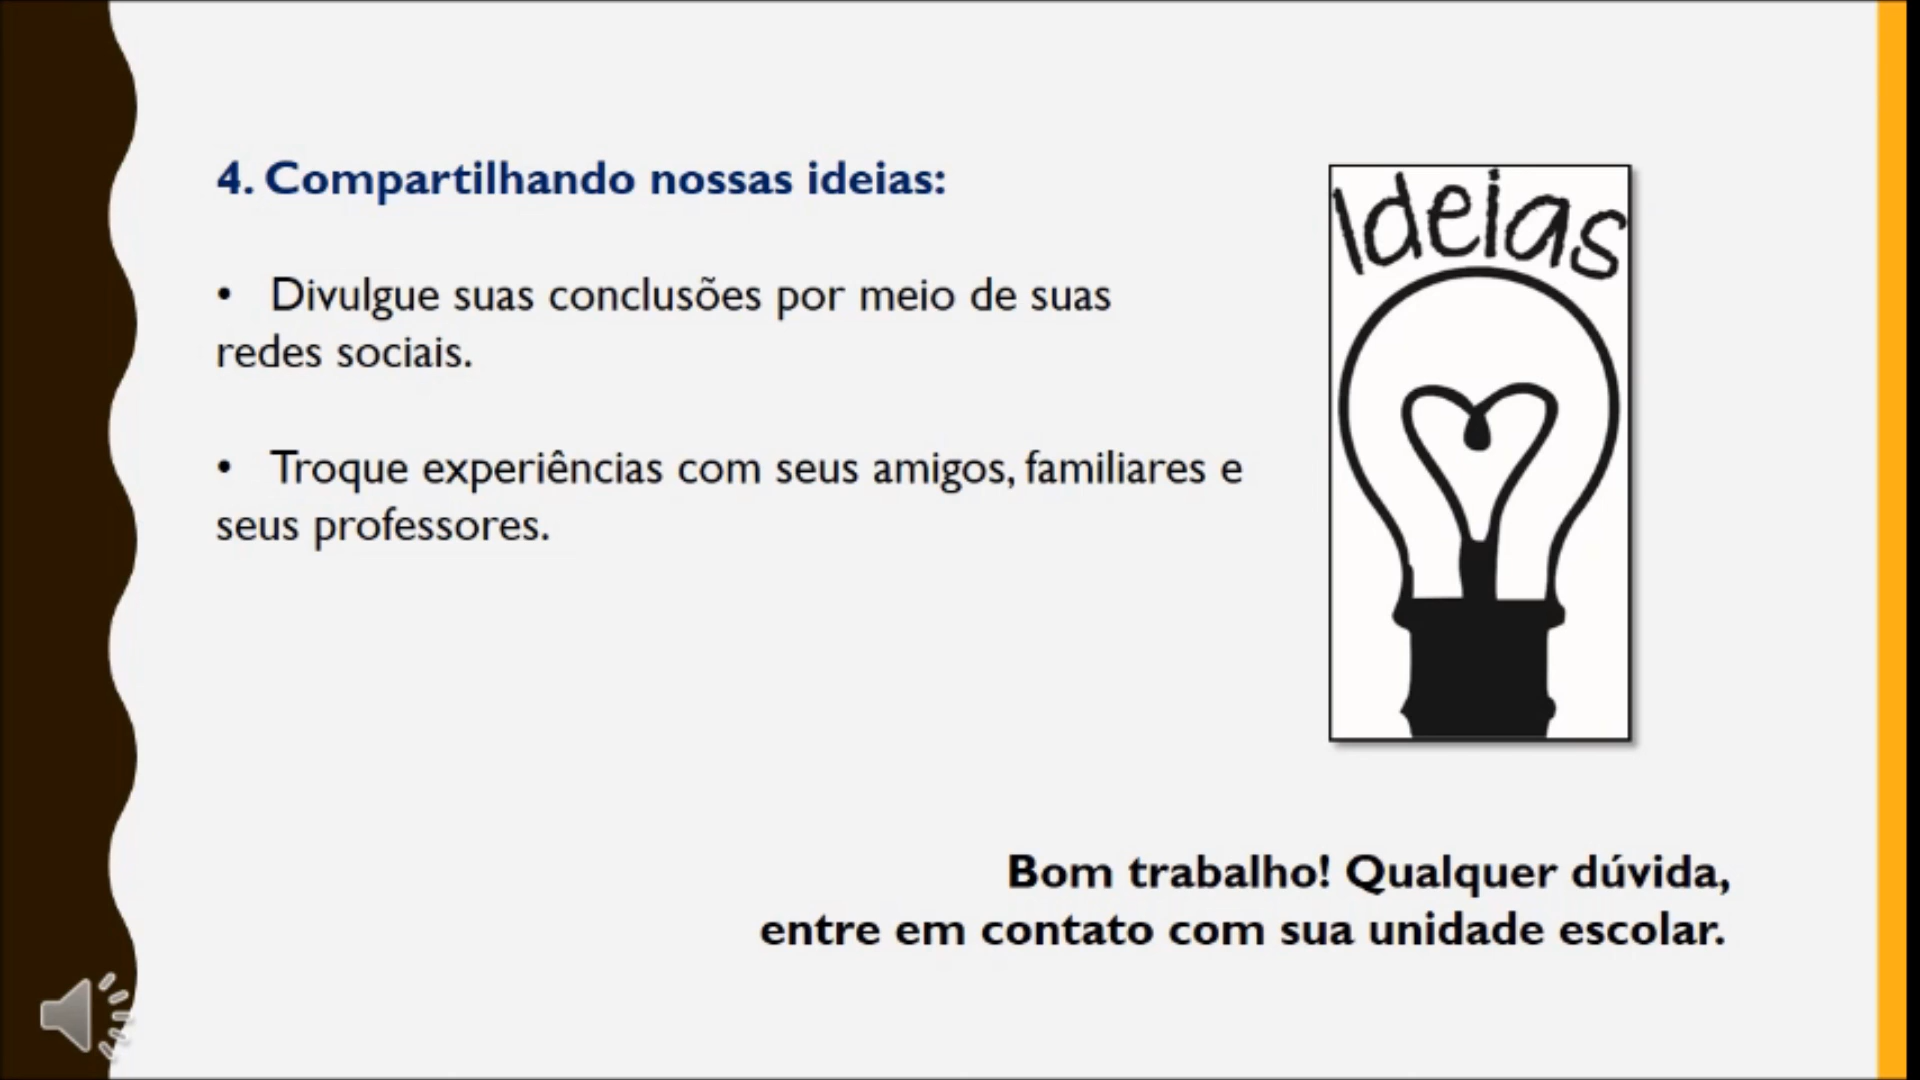 4. Compartilhando nossas ideias:
• Divulgue suas conclusões por meio de suas
redes sociais.
• Troque experiências com seus amigos, familiares e
seus professores.
Ideias
Bom trabalho! Qualquer dúvida,
entre em contato com sua unidade escolar.